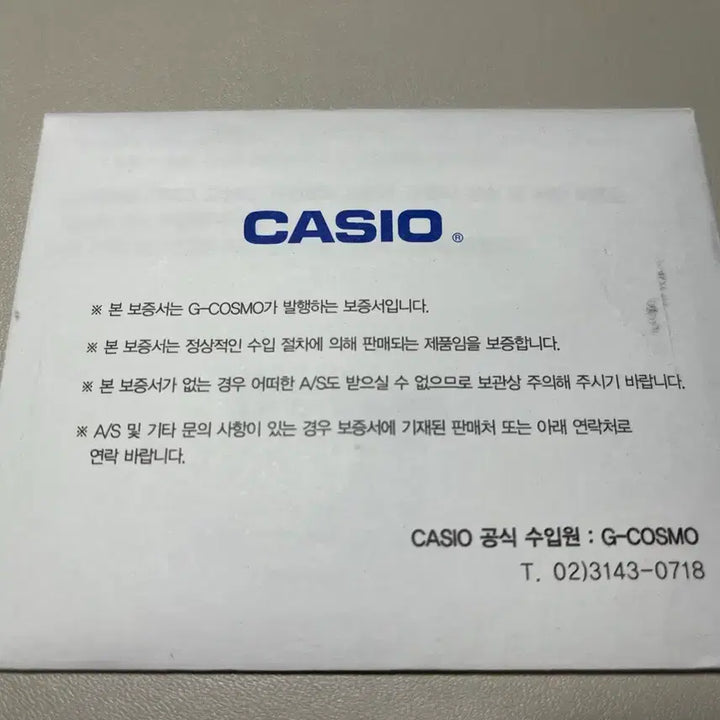 CASIO®
※ 본 보증서는 G-COSMO가 발행하는 보증서입니다.
※ 본 보증서는 정상적인 수입 절차에 의해 판매되는 제품임을 보증합니다.
※ 본 보증서가 없는 경우 어떠한 A/S도 받으실 수 없으므로 보관상 주의해 주시기 바랍니다.
※ A/S 및 기타 문의 사항이 있는 경우 보증서에 기재된 판매처 또는 아래 연락처로
연락 바랍니다.
CASIO 공식 수입원 : G-COSMO
T. 02)3143-0718